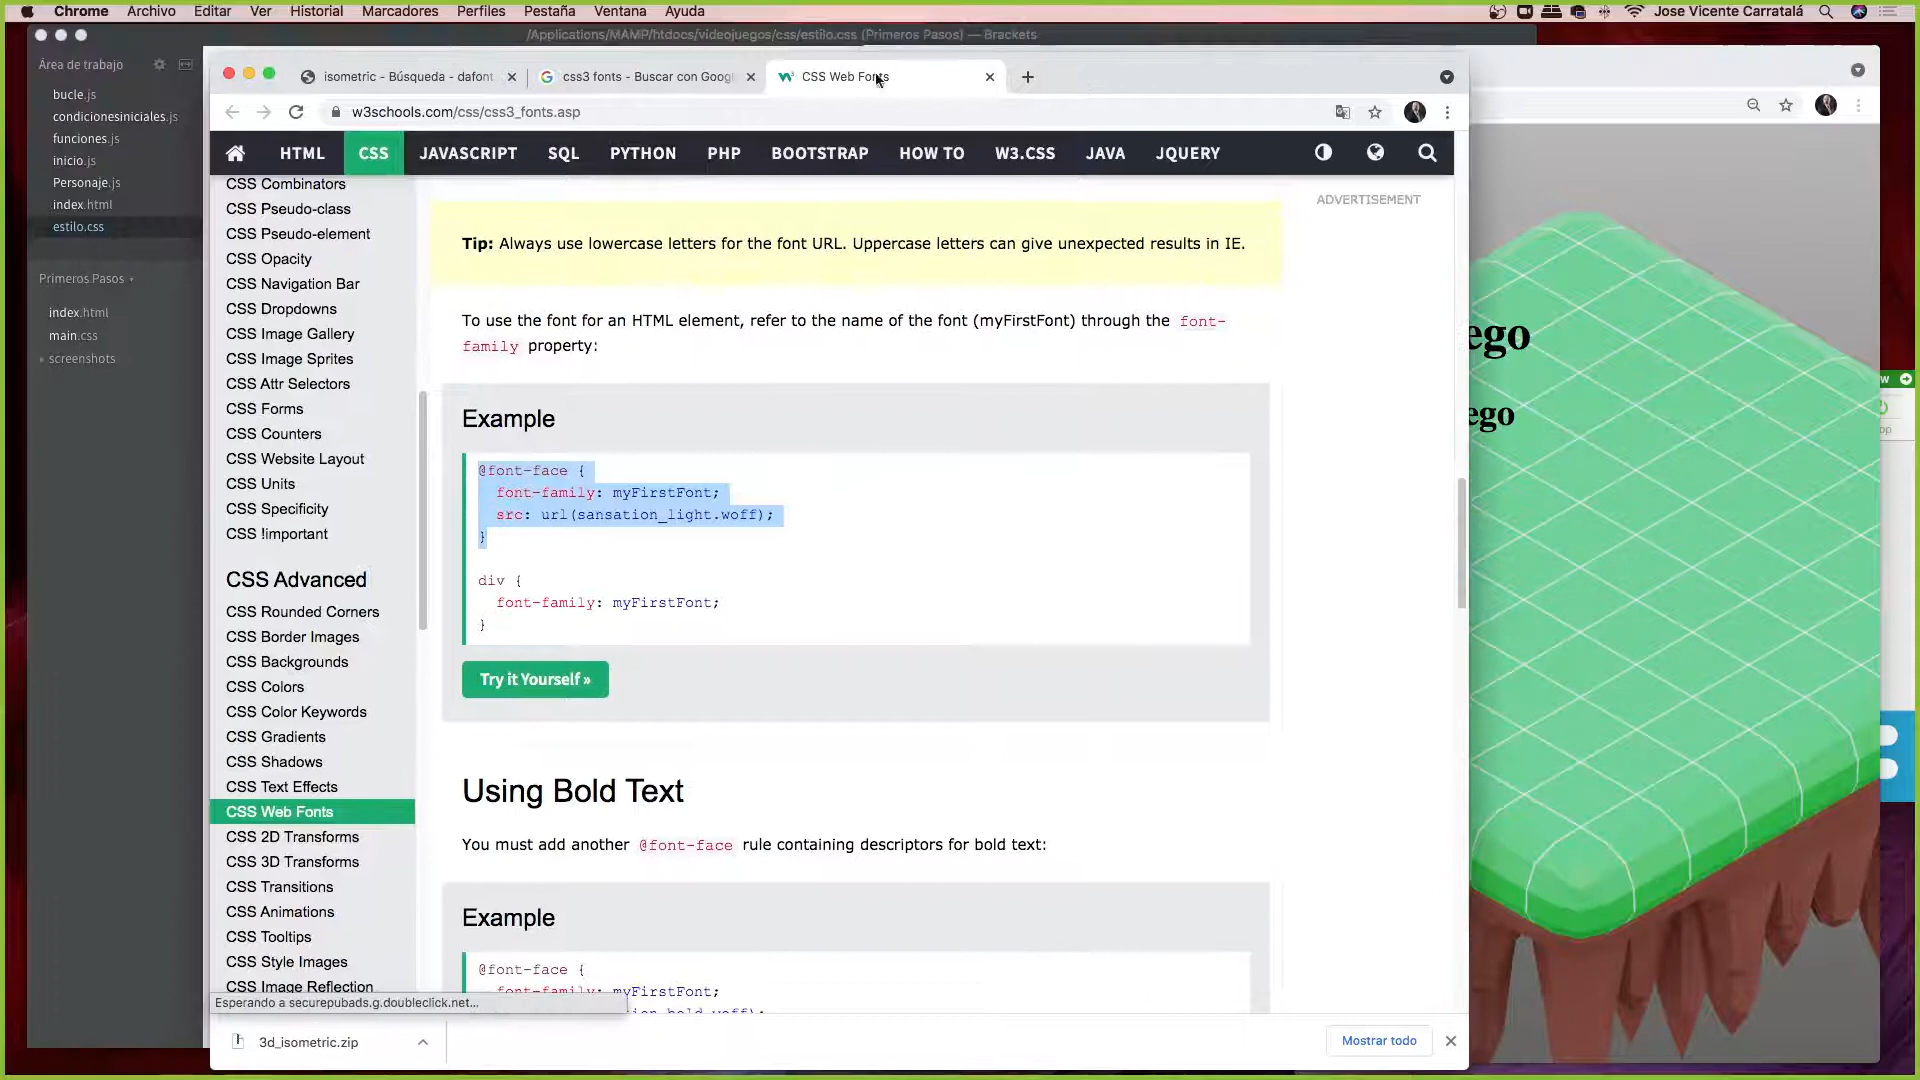 Chrome Archivo Editar Ver Historial Marcadores Perfiles Pestaña Ventana Ayuda Jose Vicente Carratalá
/Applications/MAMP/htdocs/videojuegos/css/estilo.css (Primeros Pasos) — Brackets
Área de trabajo
bucle.js
condicionesiniciales.js
funciones.js
inicio.js
Personaje.js
index.html
estilo.css
Primeros Pasos
index.html
main.css
screenshots
isometric - Búsqueda - dafont
css3 fonts - Buscar con Googl
CSS Web Fonts
w3schools.com/css/css3_fonts.asp
HTML CSS JAVASCRIPT SQL PYTHON PHP BOOTSTRAP HOW TO W3.CSS JAVA JQUERY
CSS Combinators
CSS Pseudo-class
CSS Pseudo-element
CSS Opacity
CSS Navigation Bar
CSS Dropdowns
CSS Image Gallery
CSS Image Sprites
CSS Attr Selectors
CSS Forms
CSS Counters
CSS Website Layout
CSS Units
CSS Specificity
CSS !important
CSS Advanced
CSS Rounded Corners
CSS Border Images
CSS Backgrounds
CSS Colors
CSS Color Keywords
CSS Gradients
CSS Shadows
CSS Text Effects
CSS Web Fonts
CSS 2D Transforms
CSS 3D Transforms
CSS Transitions
CSS Animations
CSS Tooltips
CSS Style Images
CSS Image Reflection
ADVERTISEMENT
Tip: Always use lowercase letters for the font URL. Uppercase letters can give unexpected results in IE.
To use the font for an HTML element, refer to the name of the font (myFirstFont) through the font-
family property:
Example
@font-face {
font-family: myFirstFont;
src: url(sansation_light.woff);
}
div {
font-family: myFirstFont;
}
Try it Yourself »
Using Bold Text
You must add another @font-face rule containing descriptors for bold text:
Example
@font-face {
font-family: myFirstFont;
Esperando a securepubads.g.doubleclick.net...
3d_isometric.zip
Mostrar todo
ego
ego